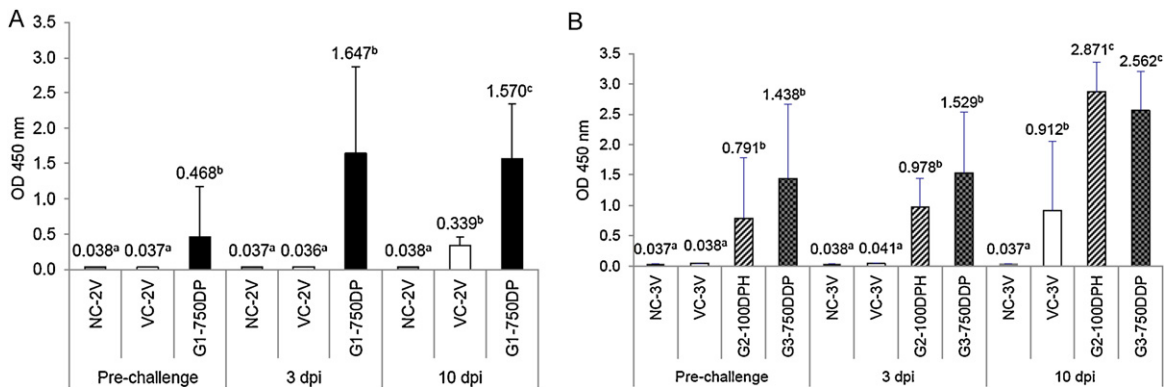 A
OD 450 nm
3.5
3.0
2.5
2.0
1.5
1.0
0.5
0.0
0.038ᵃ 0.037ᵃ 0.468ᵇ 0.037ᵃ 0.036ᵃ 1.647ᵇ 0.038ᵃ 0.339ᵇ 1.570ᶜ
NC-2V VC-2V G1-750DP NC-2V VC-2V G1-750DP NC-2V VC-2V G1-750DP
Pre-challenge 3 dpi 10 dpi
B
OD 450 nm
3.5
3.0
2.5
2.0
1.5
1.0
0.5
0.0
0.037ᵃ 0.038ᵃ 0.791ᵇ 1.438ᵇ 0.038ᵃ 0.041ᵃ 0.978ᵇ 1.529ᵇ 0.037ᵃ 0.912ᵇ 2.871ᶜ 2.562ᶜ
NC-3V VC-3V G2-100DPH G3-750DDP NC-3V VC-3V G2-100DPH G3-750DDP NC-3V VC-3V G2-100DPH G3-750DDP
Pre-challenge 3 dpi 10 dpi